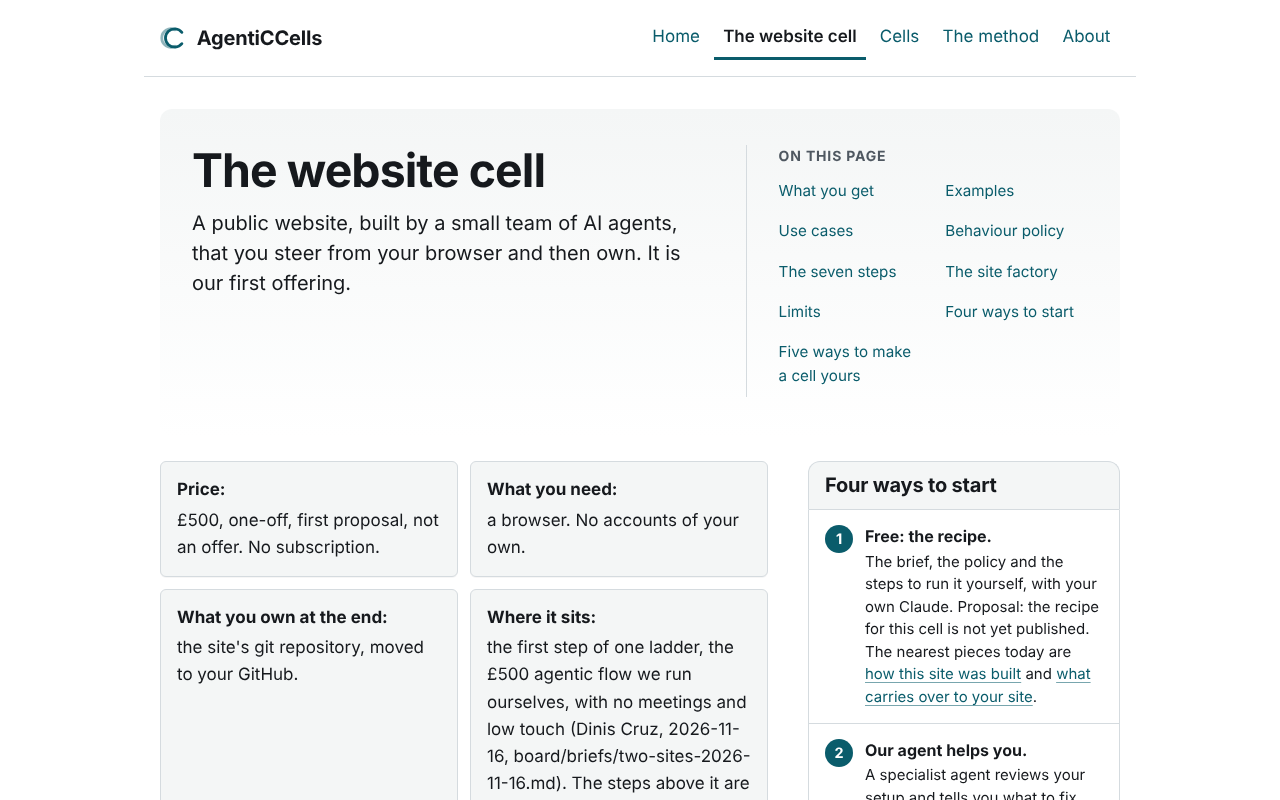 AgentiCCells
Home
The website cell
Cells
The method
About
The website cell
A public website, built by a small team of AI agents,
that you steer from your browser and then own. It is
our first offering.
ON THIS PAGE
What you get
Examples
Use cases
Behaviour policy
The seven steps
The site factory
Limits
Four ways to start
Five ways to make
a cell yours
Price:
£500, one-off, first proposal, not
an offer. No subscription.
What you need:
a browser. No accounts of your
own.
What you own at the end:
the site's git repository, moved
to your GitHub.
Where it sits:
the first step of one ladder, the
£500 agentic flow we run
ourselves, with no meetings and
low touch (Dinis Cruz, 2026-11-
16, board/briefs/two-sites-2026-
11-16.md). The steps above it are
Four ways to start
1
Free: the recipe.
The brief, the policy and the
steps to run it yourself, with your
own Claude. Proposal: the recipe
for this cell is not yet published.
The nearest pieces today are
how this site was built and what
carries over to your site.
2
Our agent helps you.
A specialist agent reviews your
setup and tells you what to fix